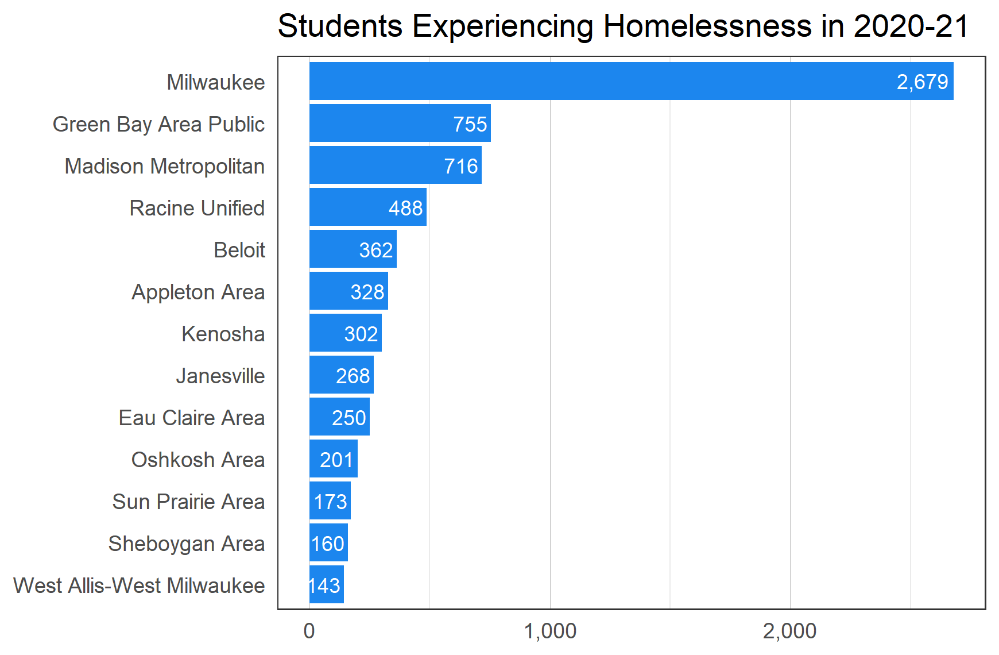 Students Experiencing Homelessness in 2020-21
Milwaukee 2,679
Green Bay Area Public 755
Madison Metropolitan 716
Racine Unified 488
Beloit 362
Appleton Area 328
Kenosha 302
Janesville 268
Eau Claire Area 250
Oshkosh Area 201
Sun Prairie Area 173
Sheboygan Area 160
West Allis-West Milwaukee 143
0 1,000 2,000